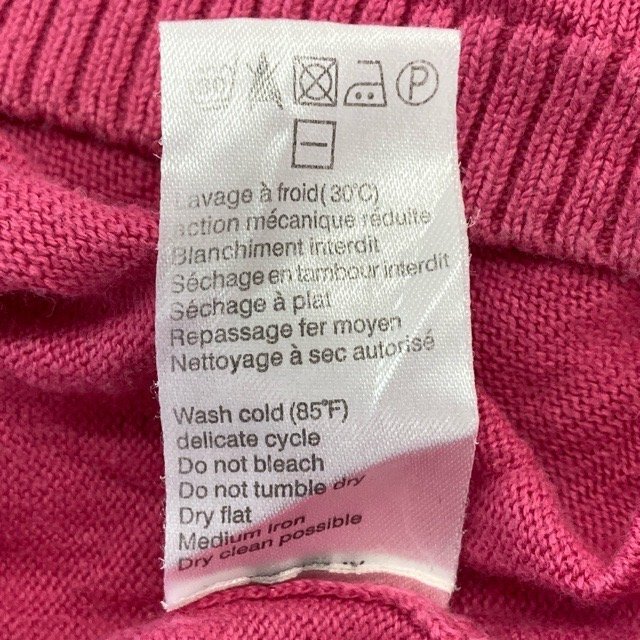 P
Lavage à froid(30°C)
action mécanique réduite
Blanchiment interdit
Séchage en tambour interdit
Séchage à plat
Repassage fer moyen
Nettoyage à sec autorisé
Wash cold (85°F)
delicate cycle
Do not bleach
Do not tumble dry
Dry flat
Medium Iron
Dry clean possible